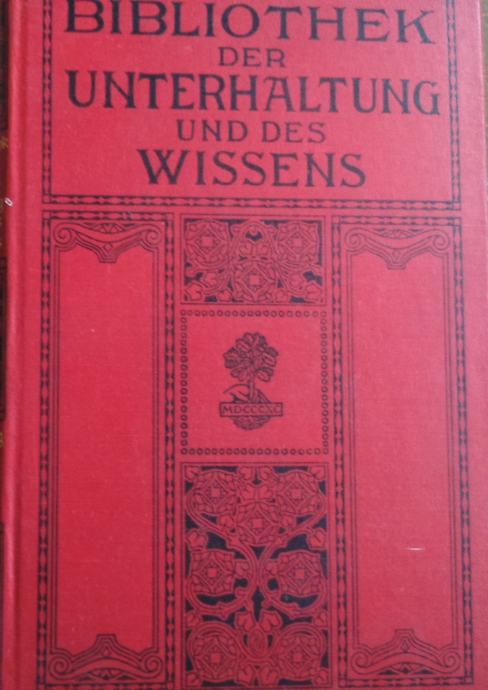 BIBLIOTHEK
DER
UNTERHALTUNG
UND DES
WISSENS
MDCCCXC